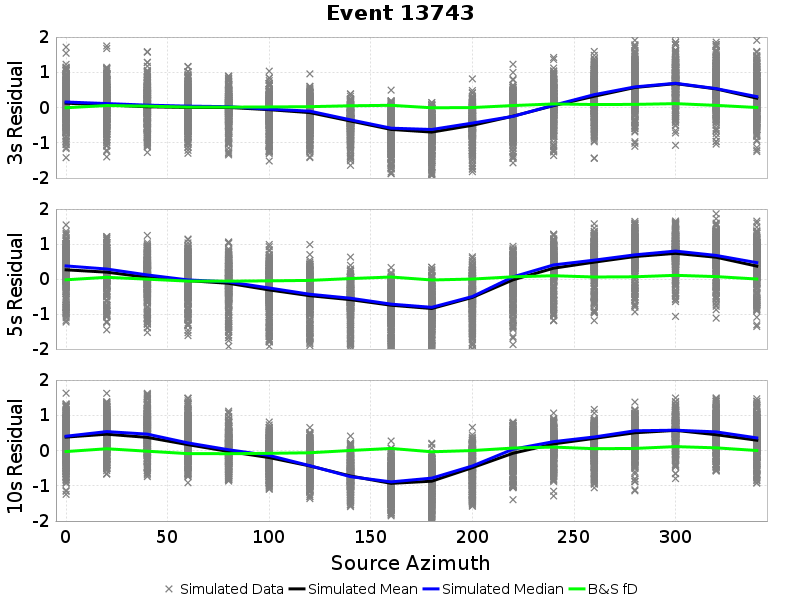 Event 13743
2
1
0
-1
-2
3s Residual
2
1
0
-1
-2
5s Residual
2
1
0
-1
-2
10s Residual
0 50 100 150 200 250 300
Source Azimuth
Simulated Data Simulated Mean Simulated Median B&S fD